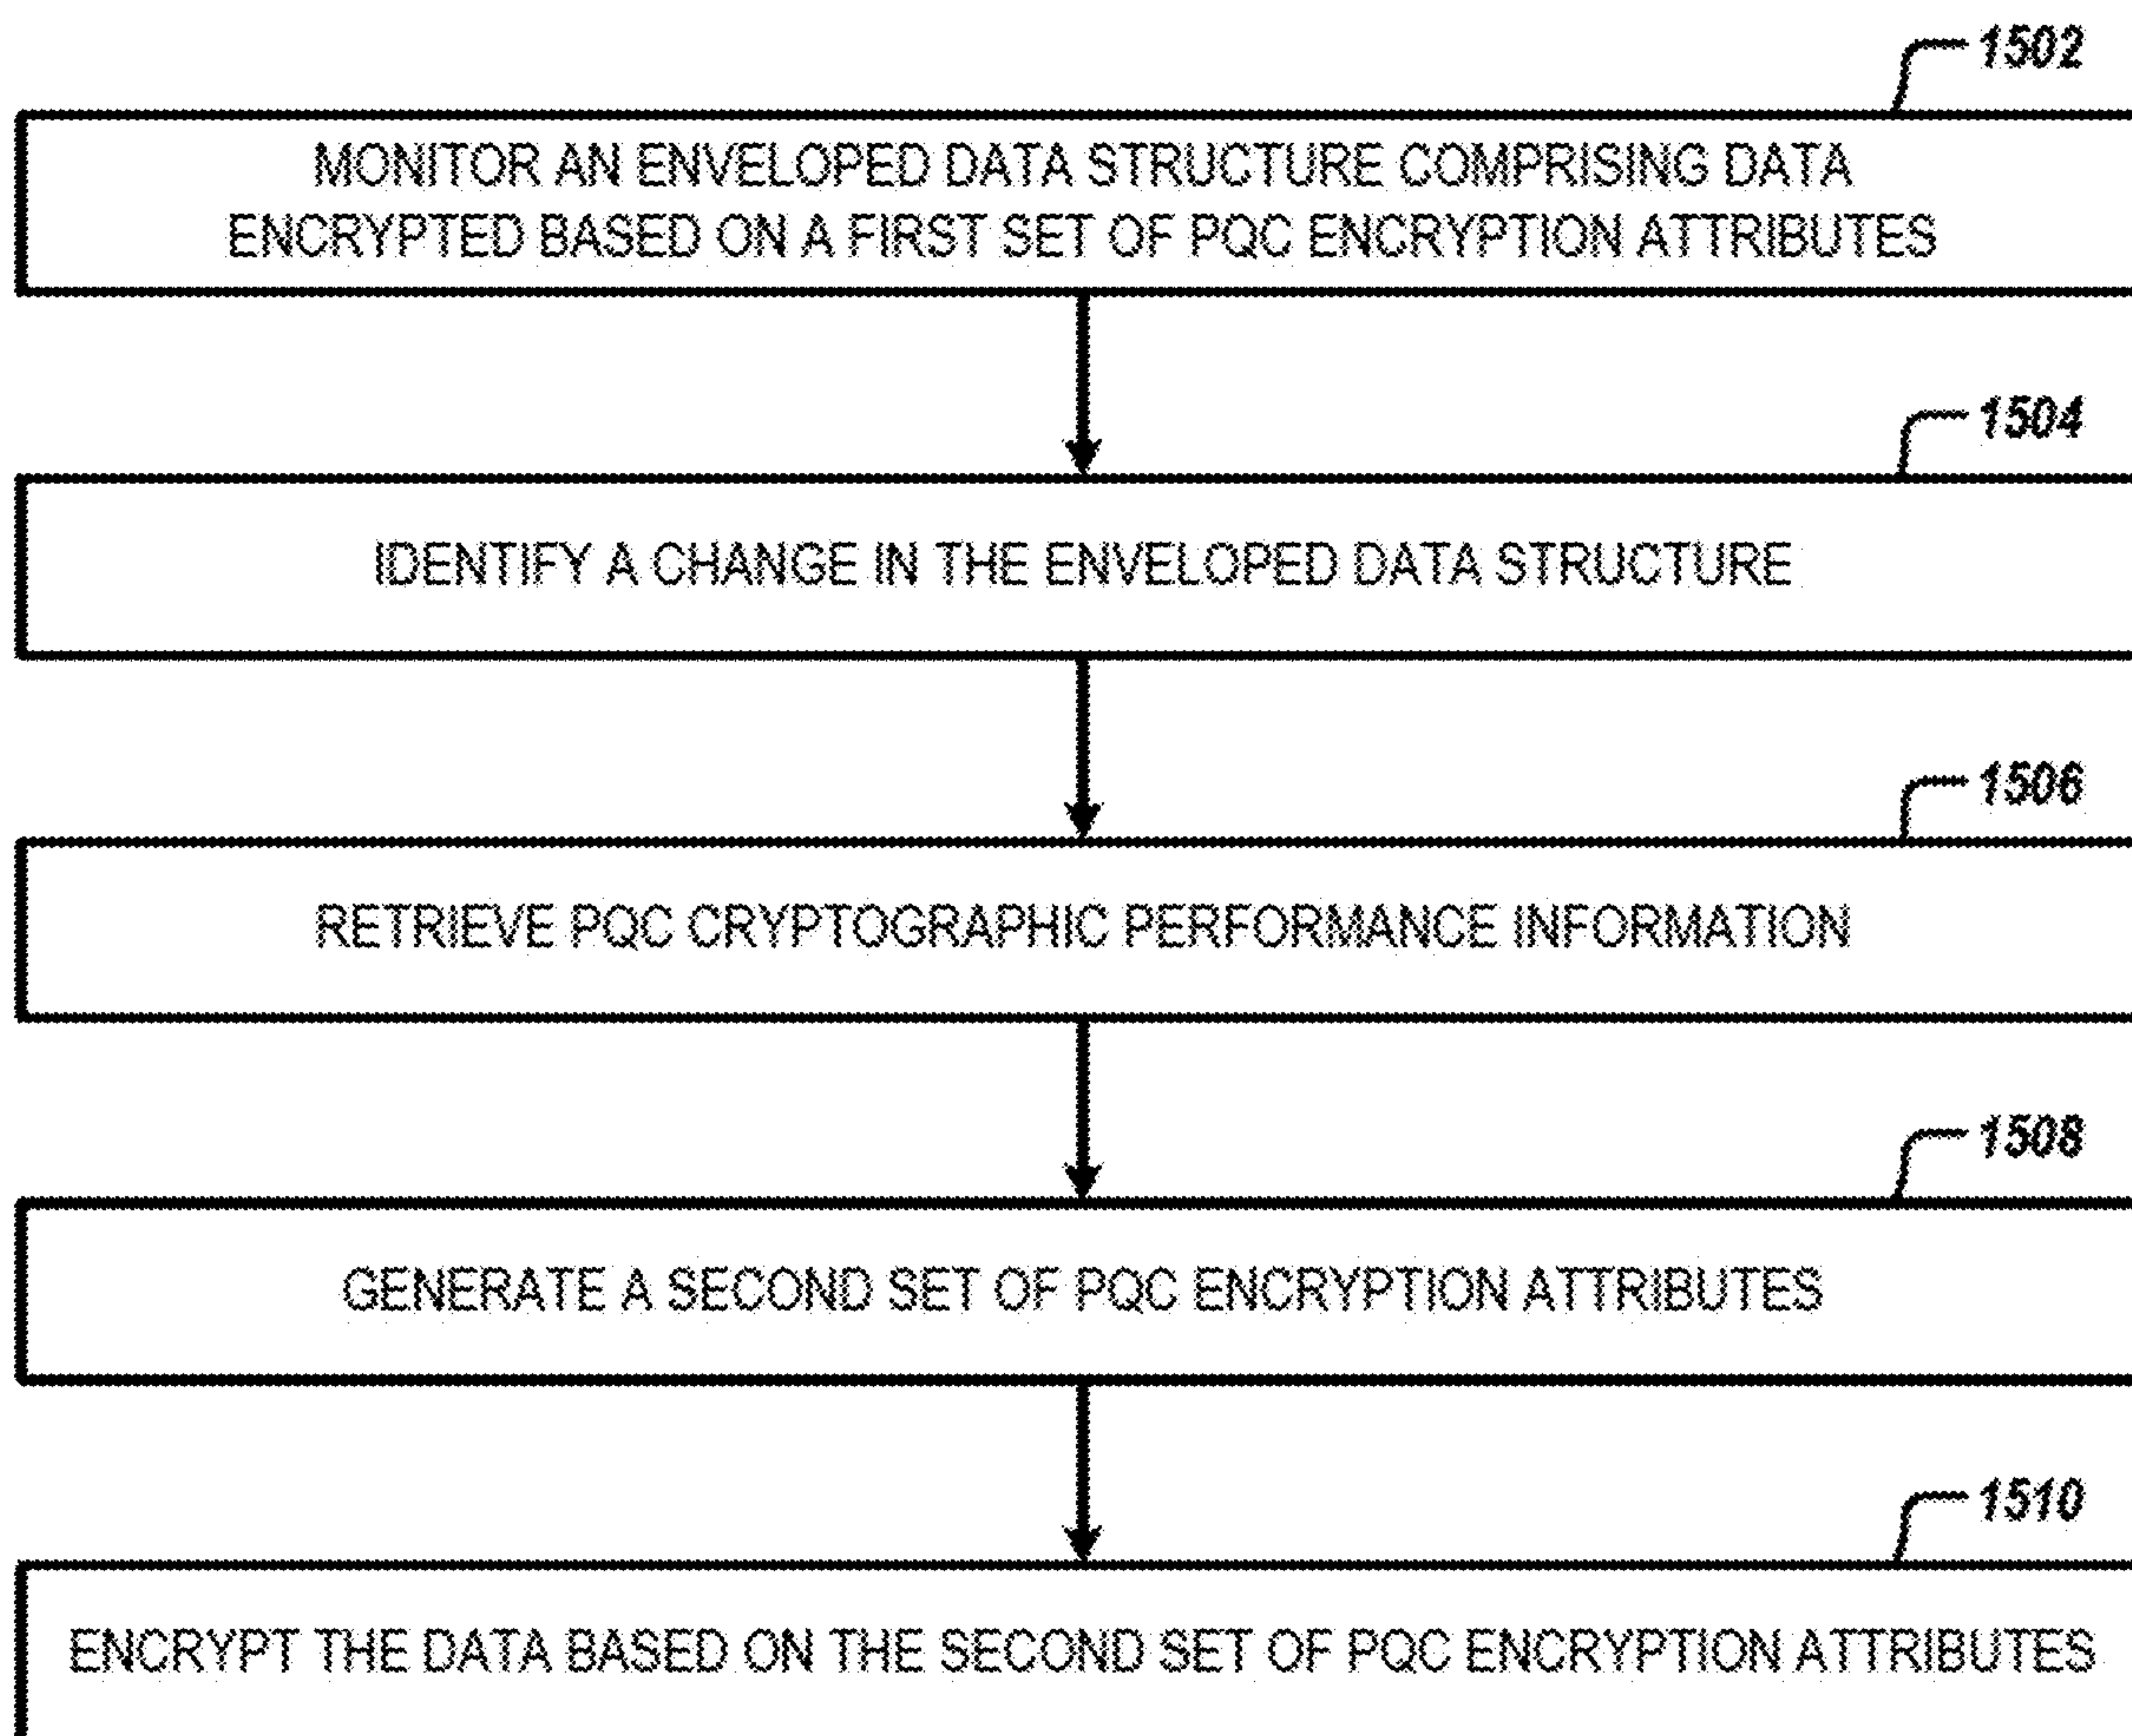 1502
MONITOR AN ENVELOPED DATA STRUCTURE COMPRISING DATA
ENCRYPTED BASED ON A FIRST SET OF PQC ENCRYPTION ATTRIBUTES
1504
IDENTIFY A CHANGE IN THE ENVELOPED DATA STRUCTURE
1506
RETRIEVE PQC CRYPTOGRAPHIC PERFORMANCE INFORMATION
1508
GENERATE A SECOND SET OF PQC ENCRYPTION ATTRIBUTES
1510
ENCRYPT THE DATA BASED ON THE SECOND SET OF PQC ENCRYPTION ATTRIBUTES